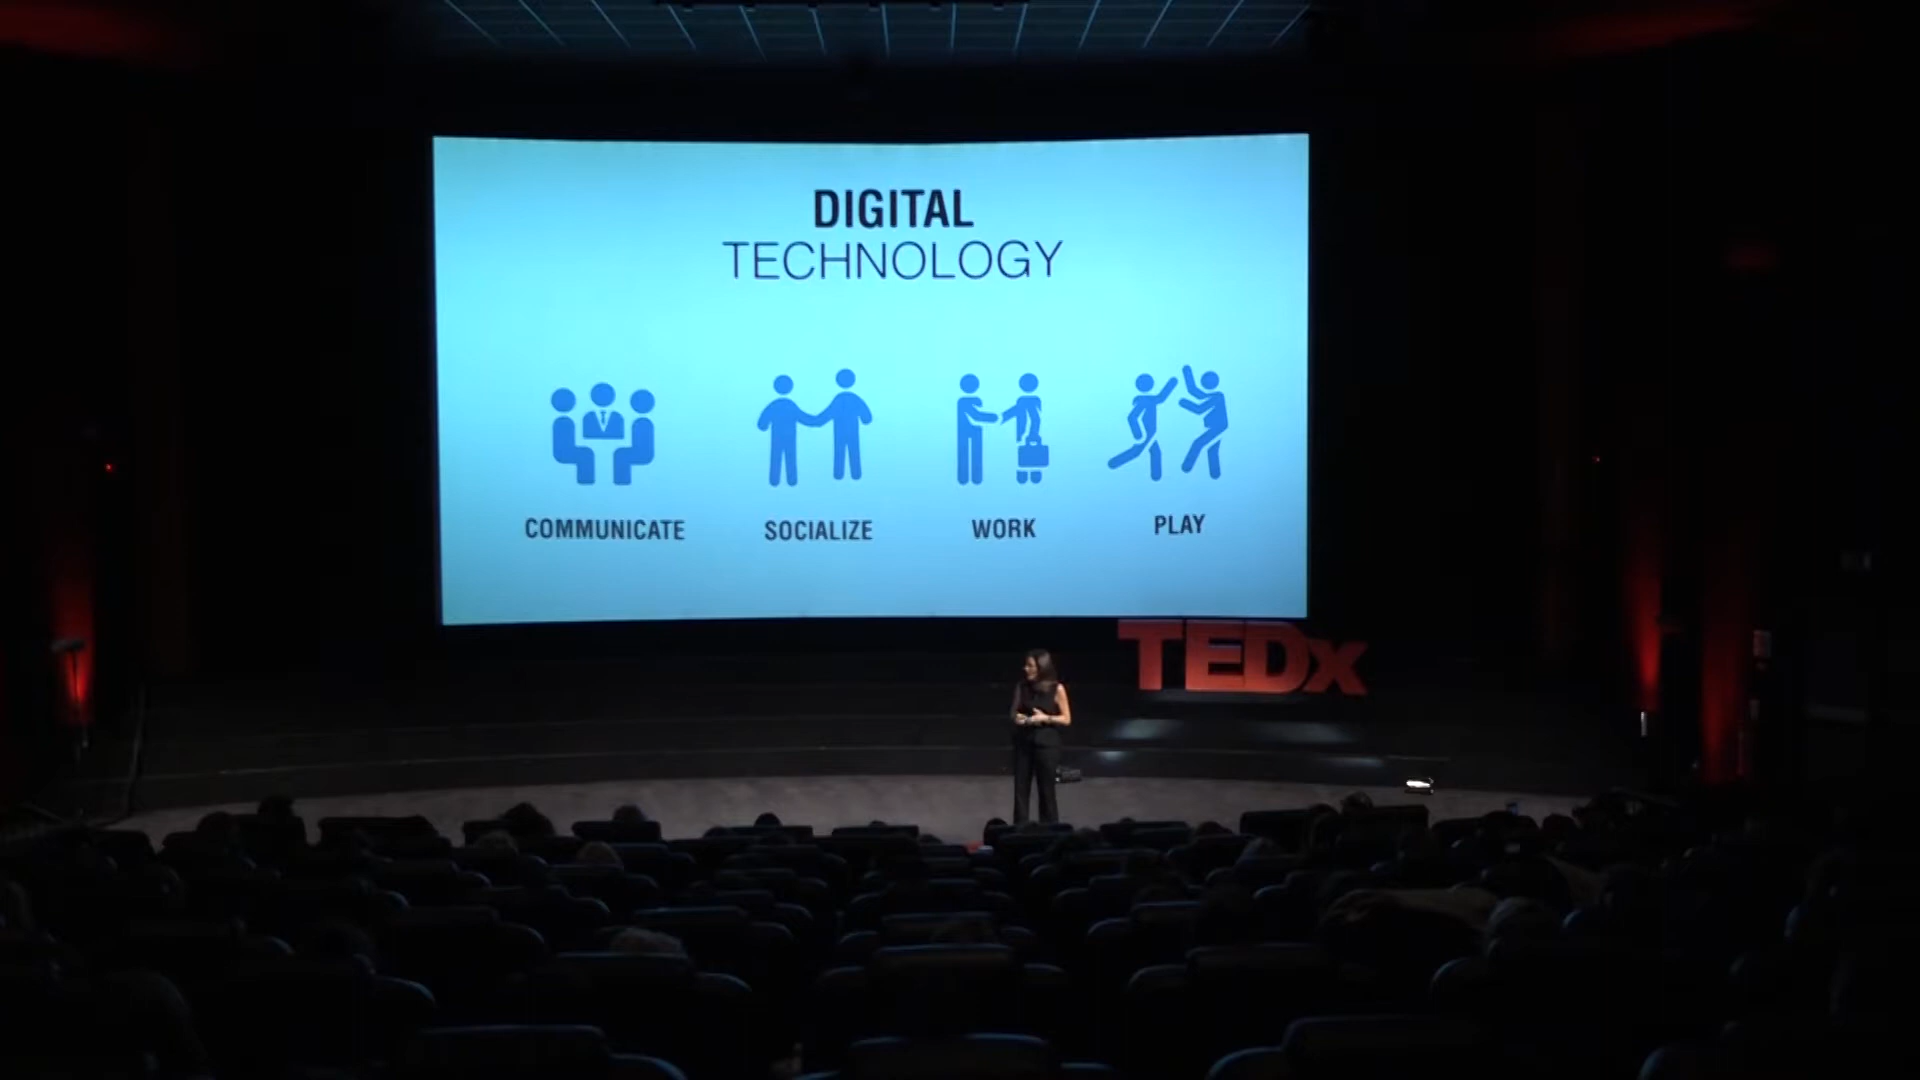 DIGITAL
TECHNOLOGY
COMMUNICATE
SOCIALIZE
WORK
PLAY
TEDx